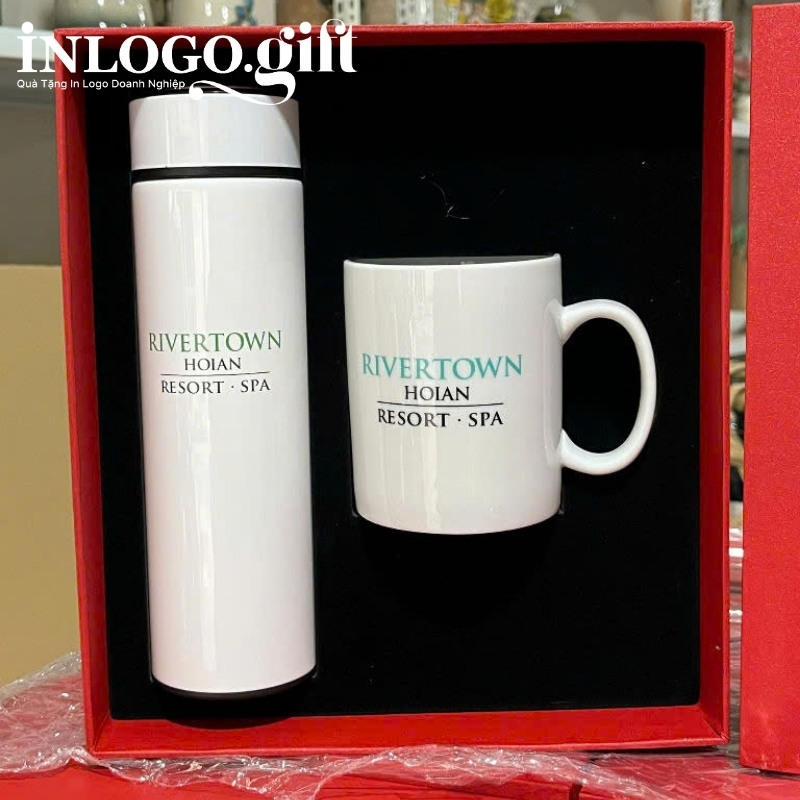 INLOGO.gift
Quà Tặng In Logo Doanh Nghiệp
RIVERTOWN
HOIAN
RESORT · SPA
RIVERTOWN
HOIAN
RESORT · SPA